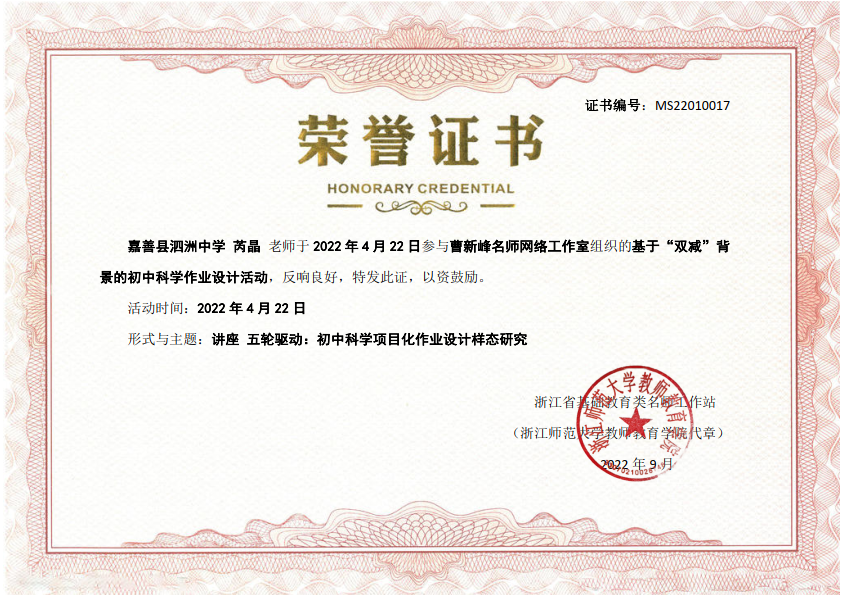 证书编号：MS22010017
荣誉证书
HONORARY CREDENTIAL
嘉善县泗洲中学 芮晶 老师于 2022 年 4 月 22 日参与曹新峰名师网络工作室组织的基于“双减”背
景的初中科学作业设计活动，反响良好，特发此证，以资鼓励。
活动时间：2022 年 4 月 22 日
形式与主题：讲座 五轮驱动：初中科学项目化作业设计样态研究
浙江省基础教育类名师工作站
（浙江师范大学教师教育学院代章）
2022 年 9 月
浙江师范大学教师教育学院